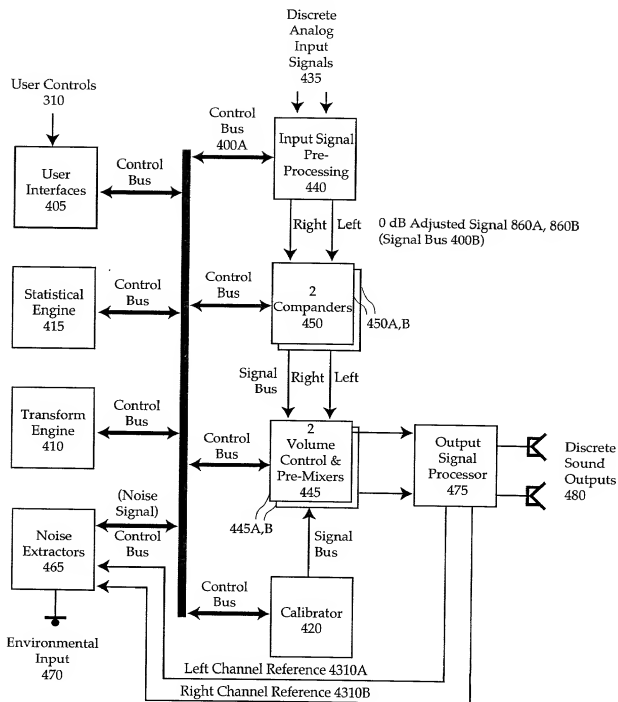 Discrete
Analog
Input
Signals
435
User Controls
310
Control
Bus
400A
Input Signal
Pre-
Processing
440
User
Interfaces
405
Control
Bus
Right
Left
0 dB Adjusted Signal 860A, 860B
(Signal Bus 400B)
Statistical
Engine
415
Control
Bus
Control
Bus
2
Companders
450
450A,B
Signal
Bus
Right
Left
Transform
Engine
410
Control
Bus
Control
Bus
2
Volume
Control &
Pre-Mixers
445
445A,B
Output
Signal
Processor
475
Discrete
Sound
Outputs
480
(Noise
Signal)
Control
Bus
Noise
Extractors
465
Signal
Bus
Control
Bus
Calibrator
420
Environmental
Input
470
Left Channel Reference 4310A
Right Channel Reference 4310B